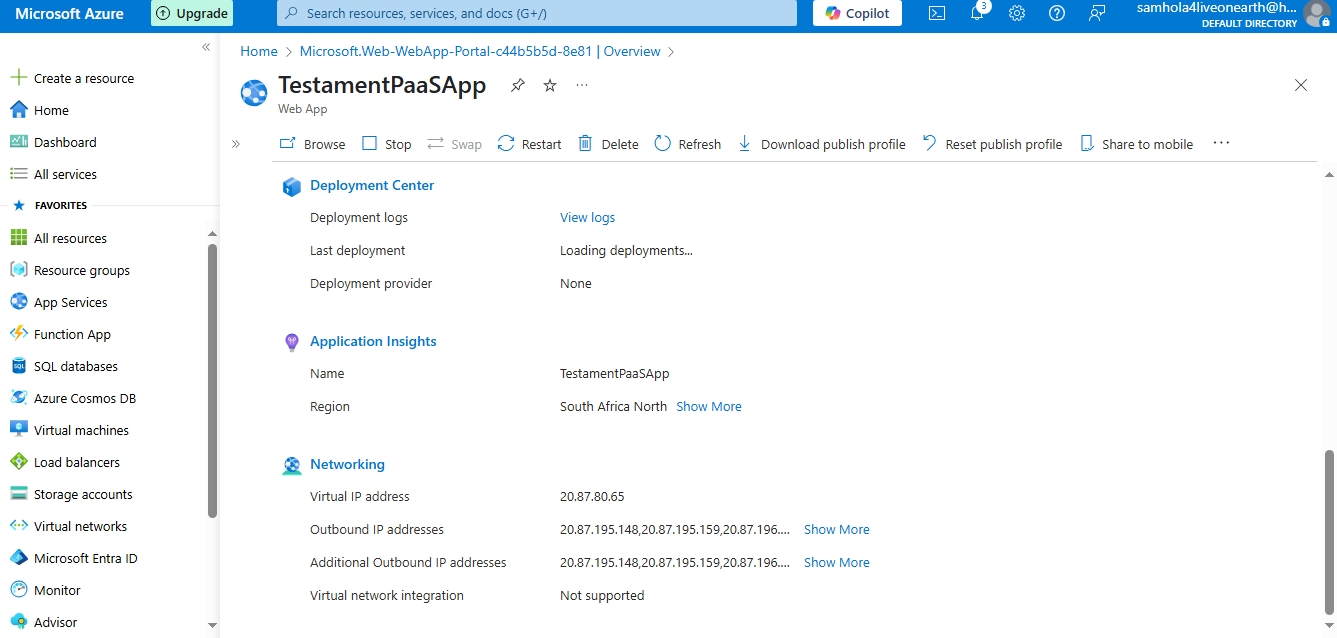 Microsoft Azure
Upgrade
Search resources, services, and docs (G+/)
Copilot
3
samhola4liveonearth@h...
DEFAULT DIRECTORY
Create a resource
Home
Dashboard
All services
FAVORITES
All resources
Resource groups
App Services
Function App
SQL databases
Azure Cosmos DB
Virtual machines
Load balancers
Storage accounts
Virtual networks
Microsoft Entra ID
Monitor
Advisor
Home > Microsoft.Web-WebApp-Portal-c44b5b5d-8e81 | Overview >
TestamentPaaSApp
Web App
Browse Stop Swap Restart Delete Refresh Download publish profile Reset publish profile Share to mobile ...
Deployment Center
Deployment logs View logs
Last deployment Loading deployments...
Deployment provider None
Application Insights
Name TestamentPaaSApp
Region South Africa North Show More
Networking
Virtual IP address 20.87.80.65
Outbound IP addresses 20.87.195.148,20.87.195.159,20.87.196.... Show More
Additional Outbound IP addresses 20.87.195.148,20.87.195.159,20.87.196.... Show More
Virtual network integration Not supported